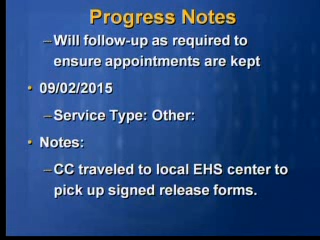 Progress Notes
– Will follow-up as required to
ensure appointments are kept
• 09/02/2015
– Service Type: Other:
• Notes:
– CC traveled to local EHS center to
pick up signed release forms.